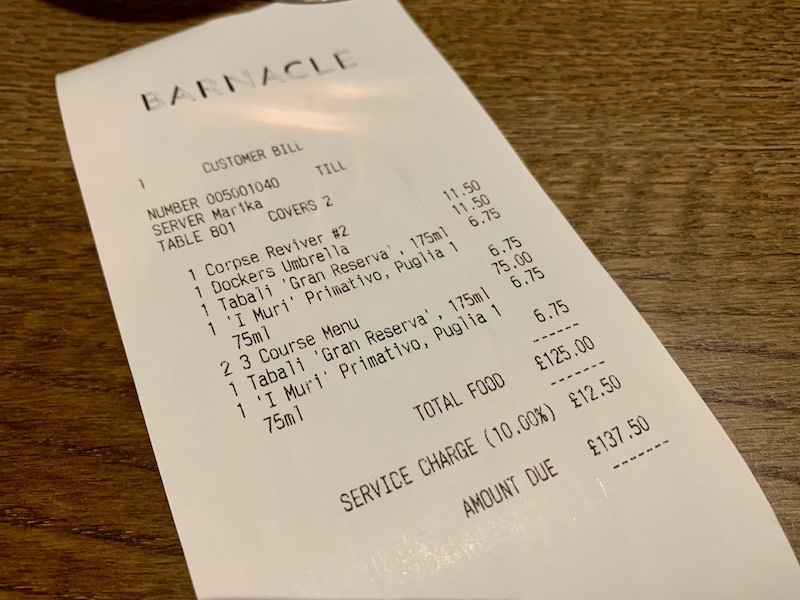 BARNACLE
1 CUSTOMER BILL
NUMBER 005001040 TILL
SERVER Marika
TABLE 801 COVERS 2
1 Corpse Reviver #2 11.50
1 Dockers Umbrella 11.50
1 Tabali 'Gran Reserva', 175ml 6.75
1 'I Muri' Primativo, Puglia 1
75ml 6.75
2 3 Course Menu 75.00
1 Tabali 'Gran Reserva', 175ml 6.75
1 'I Muri' Primativo, Puglia 1
75ml 6.75
------
TOTAL FOOD £125.00
-------
SERVICE CHARGE (10.00%) £12.50
AMOUNT DUE £137.50
-------